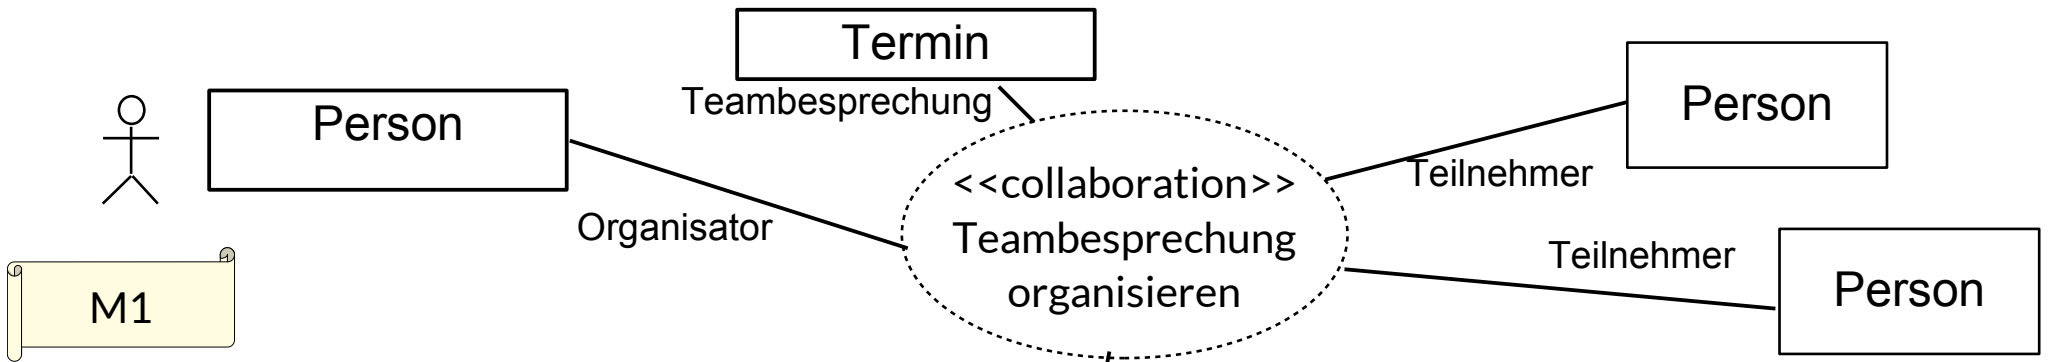 Termin
Teambesprechung
Person
Person
<<collaboration>>
Teambesprechung
organisieren
Teilnehmer
Organisator
Teilnehmer
Person
M1